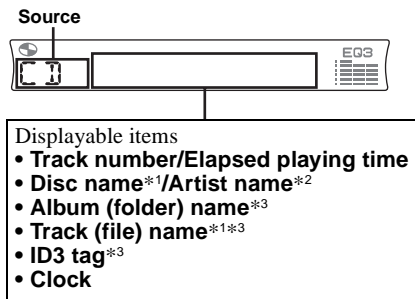 Source
EQ3
CD
Displayable items
• Track number/Elapsed playing time
• Disc name*1/Artist name*2
• Album (folder) name*3
• Track (file) name*1*3
• ID3 tag*3
• Clock